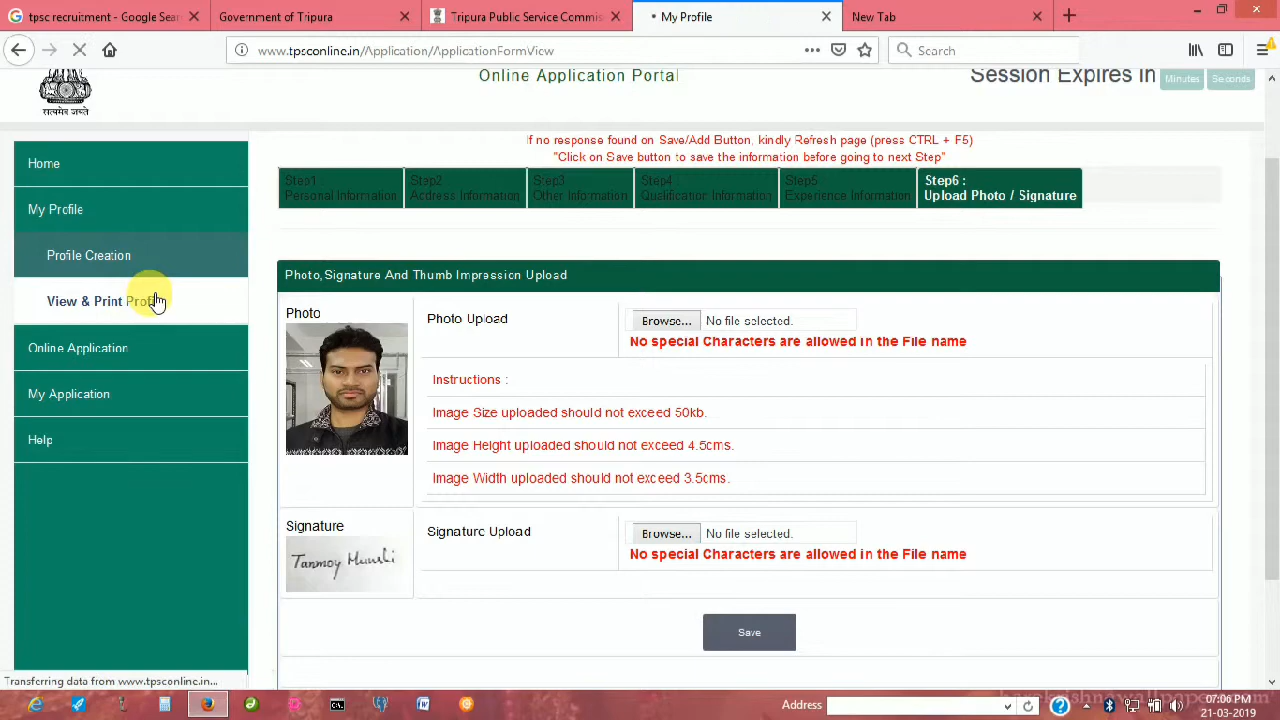 tpsc recruitment - Google Sear
Government of Tripura
Tripura Public Service Commis
My Profile
New Tab
www.tpsconline.in/Application/ApplicationFormView
Search
सत्यमेव जयते
Online Application Portal
Session Expires In
Minutes
Seconds
If no response found on Save/Add Button, kindly Refresh page (press CTRL + F5)
"Click on Save button to save the information before going to next Step"
Home
My Profile
Profile Creation
View & Print Profi
Online Application
My Application
Help
Step1 :
Personal Information
Step2
Address Information
Step3
Other Information
Step4 :
Qualification Information
Step5
Experience Information
Step6 :
Upload Photo / Signature
Photo,Signature And Thumb Impression Upload
Photo
Photo Upload
Browse... No file selected.
No special Characters are allowed in the File name
Instructions :
Image Size uploaded should not exceed 50kb.
Image Height uploaded should not exceed 4.5cms.
Image Width uploaded should not exceed 3.5cms.
Signature
Tanmoy Munshi
Signature Upload
Browse... No file selected.
No special Characters are allowed in the File name
Save
Transferring data from www.tpsconline.in...
Address
07:06 PM
21-03-2019